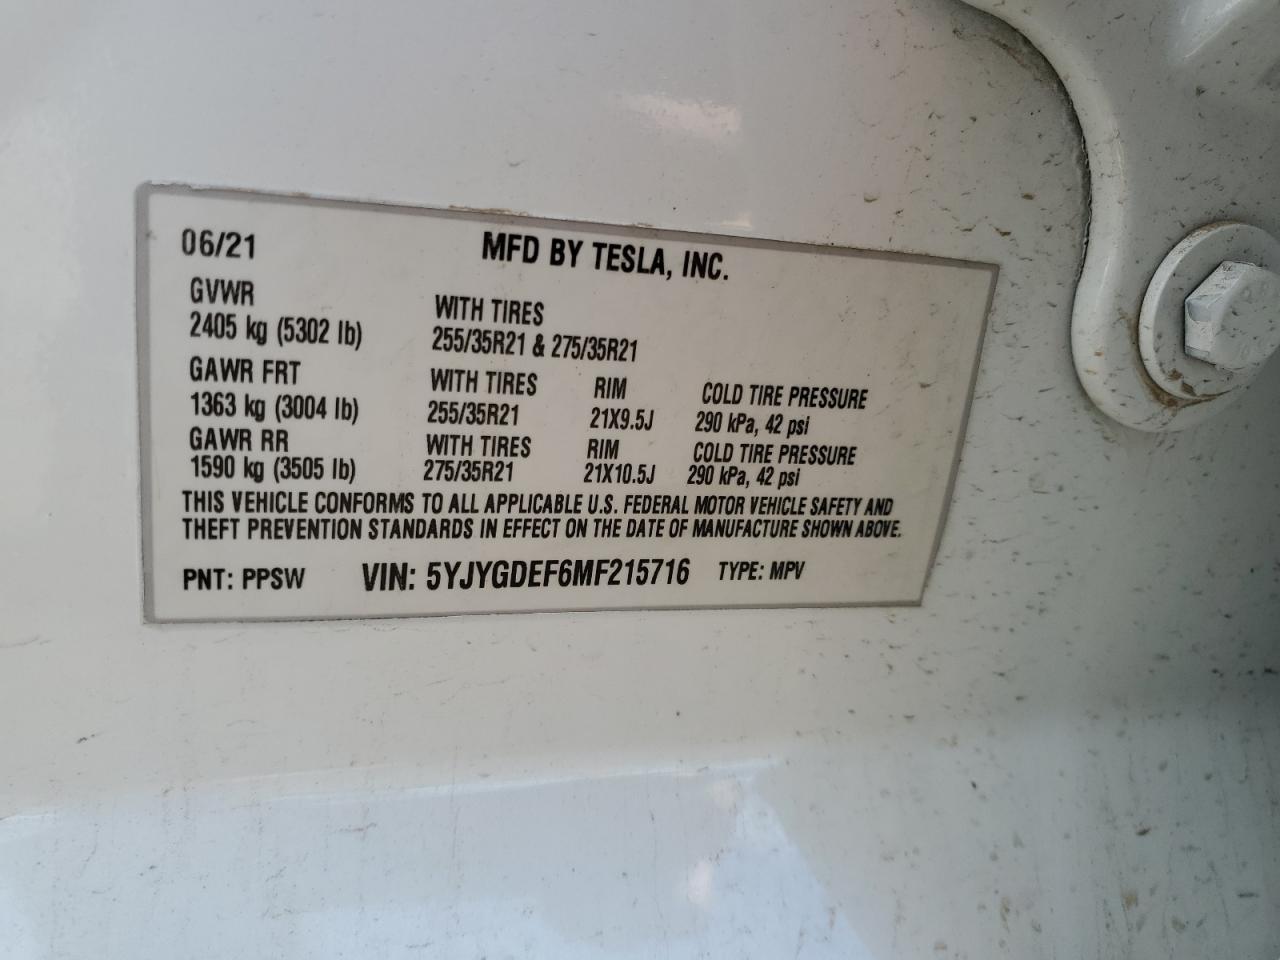 06/21 MFD BY TESLA, INC.
GVWR WITH TIRES
2405 kg (5302 lb) 255/35R21 & 275/35R21
GAWR FRT WITH TIRES RIM COLD TIRE PRESSURE
1363 kg (3004 lb) 255/35R21 21X9.5J 290 kPa, 42 psi
GAWR RR WITH TIRES RIM COLD TIRE PRESSURE
1590 kg (3505 lb) 275/35R21 21X10.5J 290 kPa, 42 psi
THIS VEHICLE CONFORMS TO ALL APPLICABLE U.S. FEDERAL MOTOR VEHICLE SAFETY AND
THEFT PREVENTION STANDARDS IN EFFECT ON THE DATE OF MANUFACTURE SHOWN ABOVE.
PNT: PPSW VIN: 5YJYGDEF6MF215716 TYPE: MPV